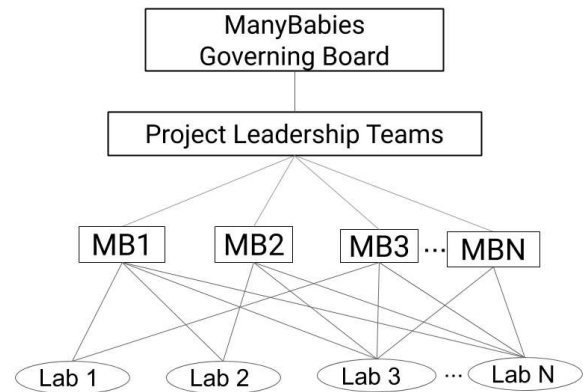 ManyBabies
Governing Board
Project Leadership Teams
MB1 MB2 MB3 ... MBN
Lab 1 Lab 2 Lab 3 ... Lab N